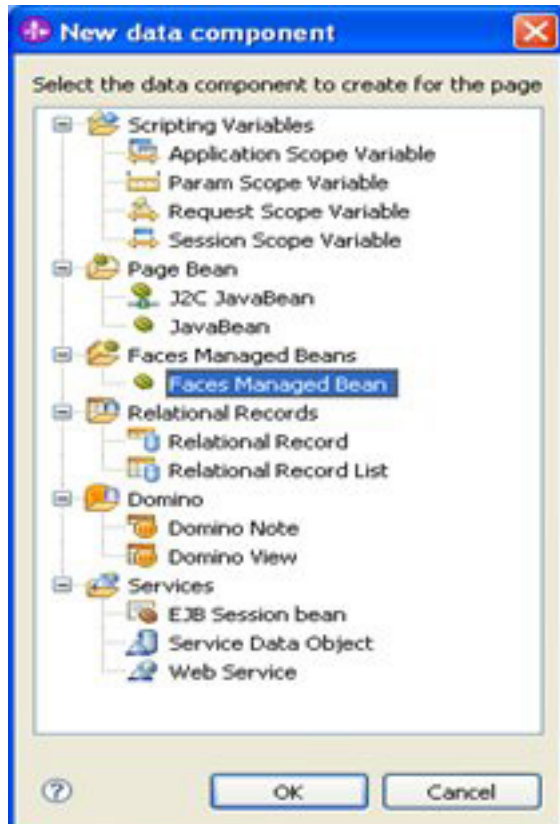 New data component
Select the data component to create for the page
Scripting Variables
Application Scope Variable
Param Scope Variable
Request Scope Variable
Session Scope Variable
Page Bean
J2C JavaBean
JavaBean
Faces Managed Beans
Faces Managed Bean
Relational Records
Relational Record
Relational Record List
Domino
Domino Note
Domino View
Services
EJB Session bean
Service Data Object
Web Service
? OK Cancel